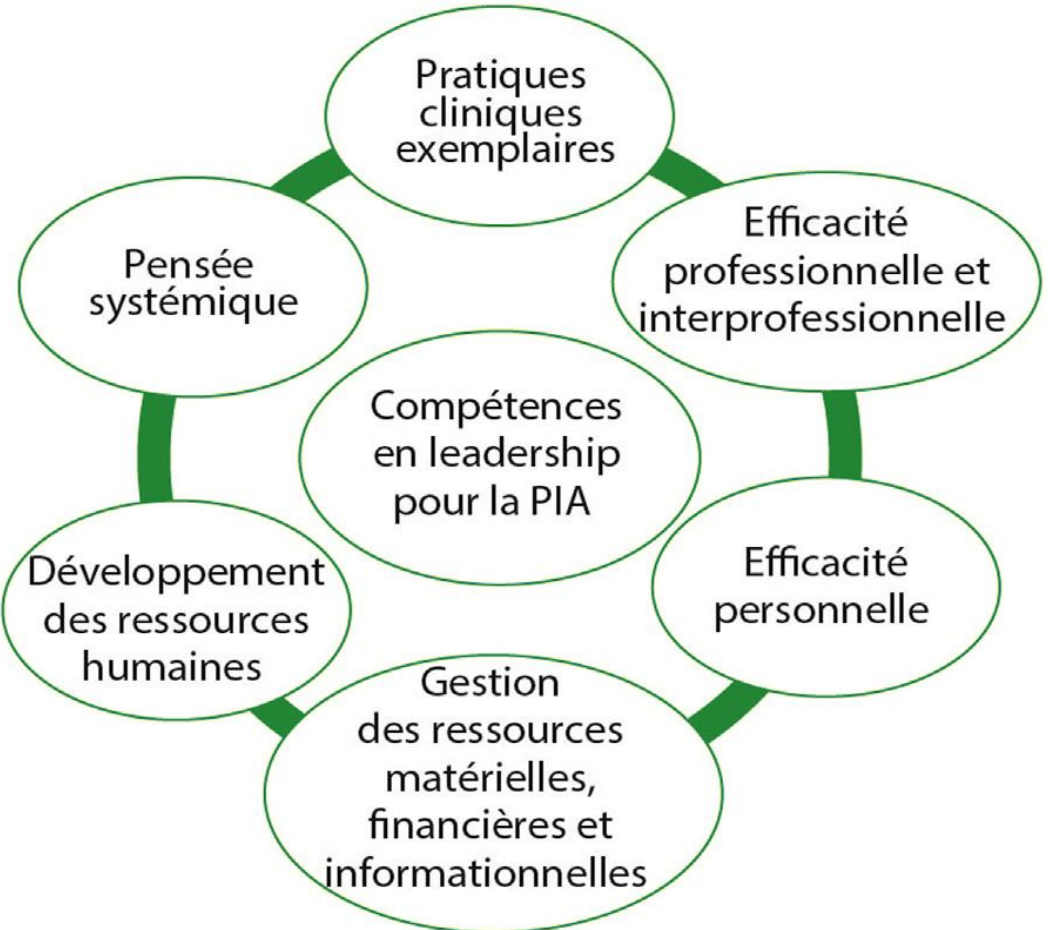 Pratiques
cliniques
exemplaires
Efficacité
professionnelle et
interprofessionnelle
Pensée
systémique
Compétences
en leadership
pour la PIA
Efficacité
personnelle
Développement
des ressources
humaines
Gestion
des ressources
matérielles,
financières et
informationnelles